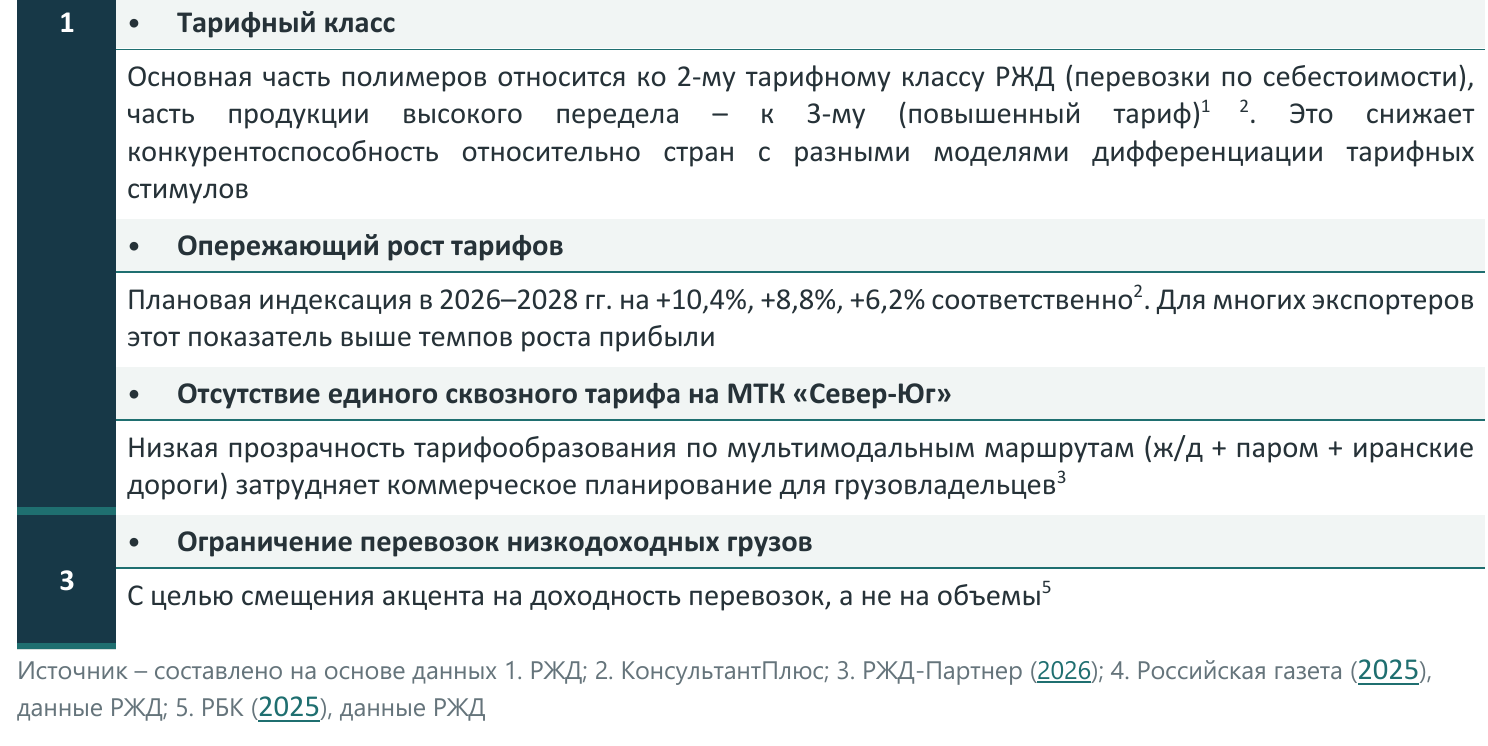 1
• Тарифный класс
Основная часть полимеров относится ко 2-му тарифному классу РЖД (перевозки по себестоимости),
часть продукции высокого передела – к 3-му (повышенный тариф)¹ ². Это снижает
конкурентоспособность относительно стран с разными моделями дифференциации тарифных
стимулов
• Опережающий рост тарифов
Плановая индексация в 2026–2028 гг. на +10,4%, +8,8%, +6,2% соответственно². Для многих экспортеров
этот показатель выше темпов роста прибыли
• Отсутствие единого сквозного тарифа на МТК «Север-Юг»
Низкая прозрачность тарифообразования по мультимодальным маршрутам (ж/д + паром + иранские
дороги) затрудняет коммерческое планирование для грузовладельцев³
3
• Ограничение перевозок низкодоходных грузов
С целью смещения акцента на доходность перевозок, а не на объемы⁵
Источник – составлено на основе данных 1. РЖД; 2. КонсультантПлюс; 3. РЖД-Партнер (2026); 4. Российская газета (2025),
данные РЖД; 5. РБК (2025), данные РЖД